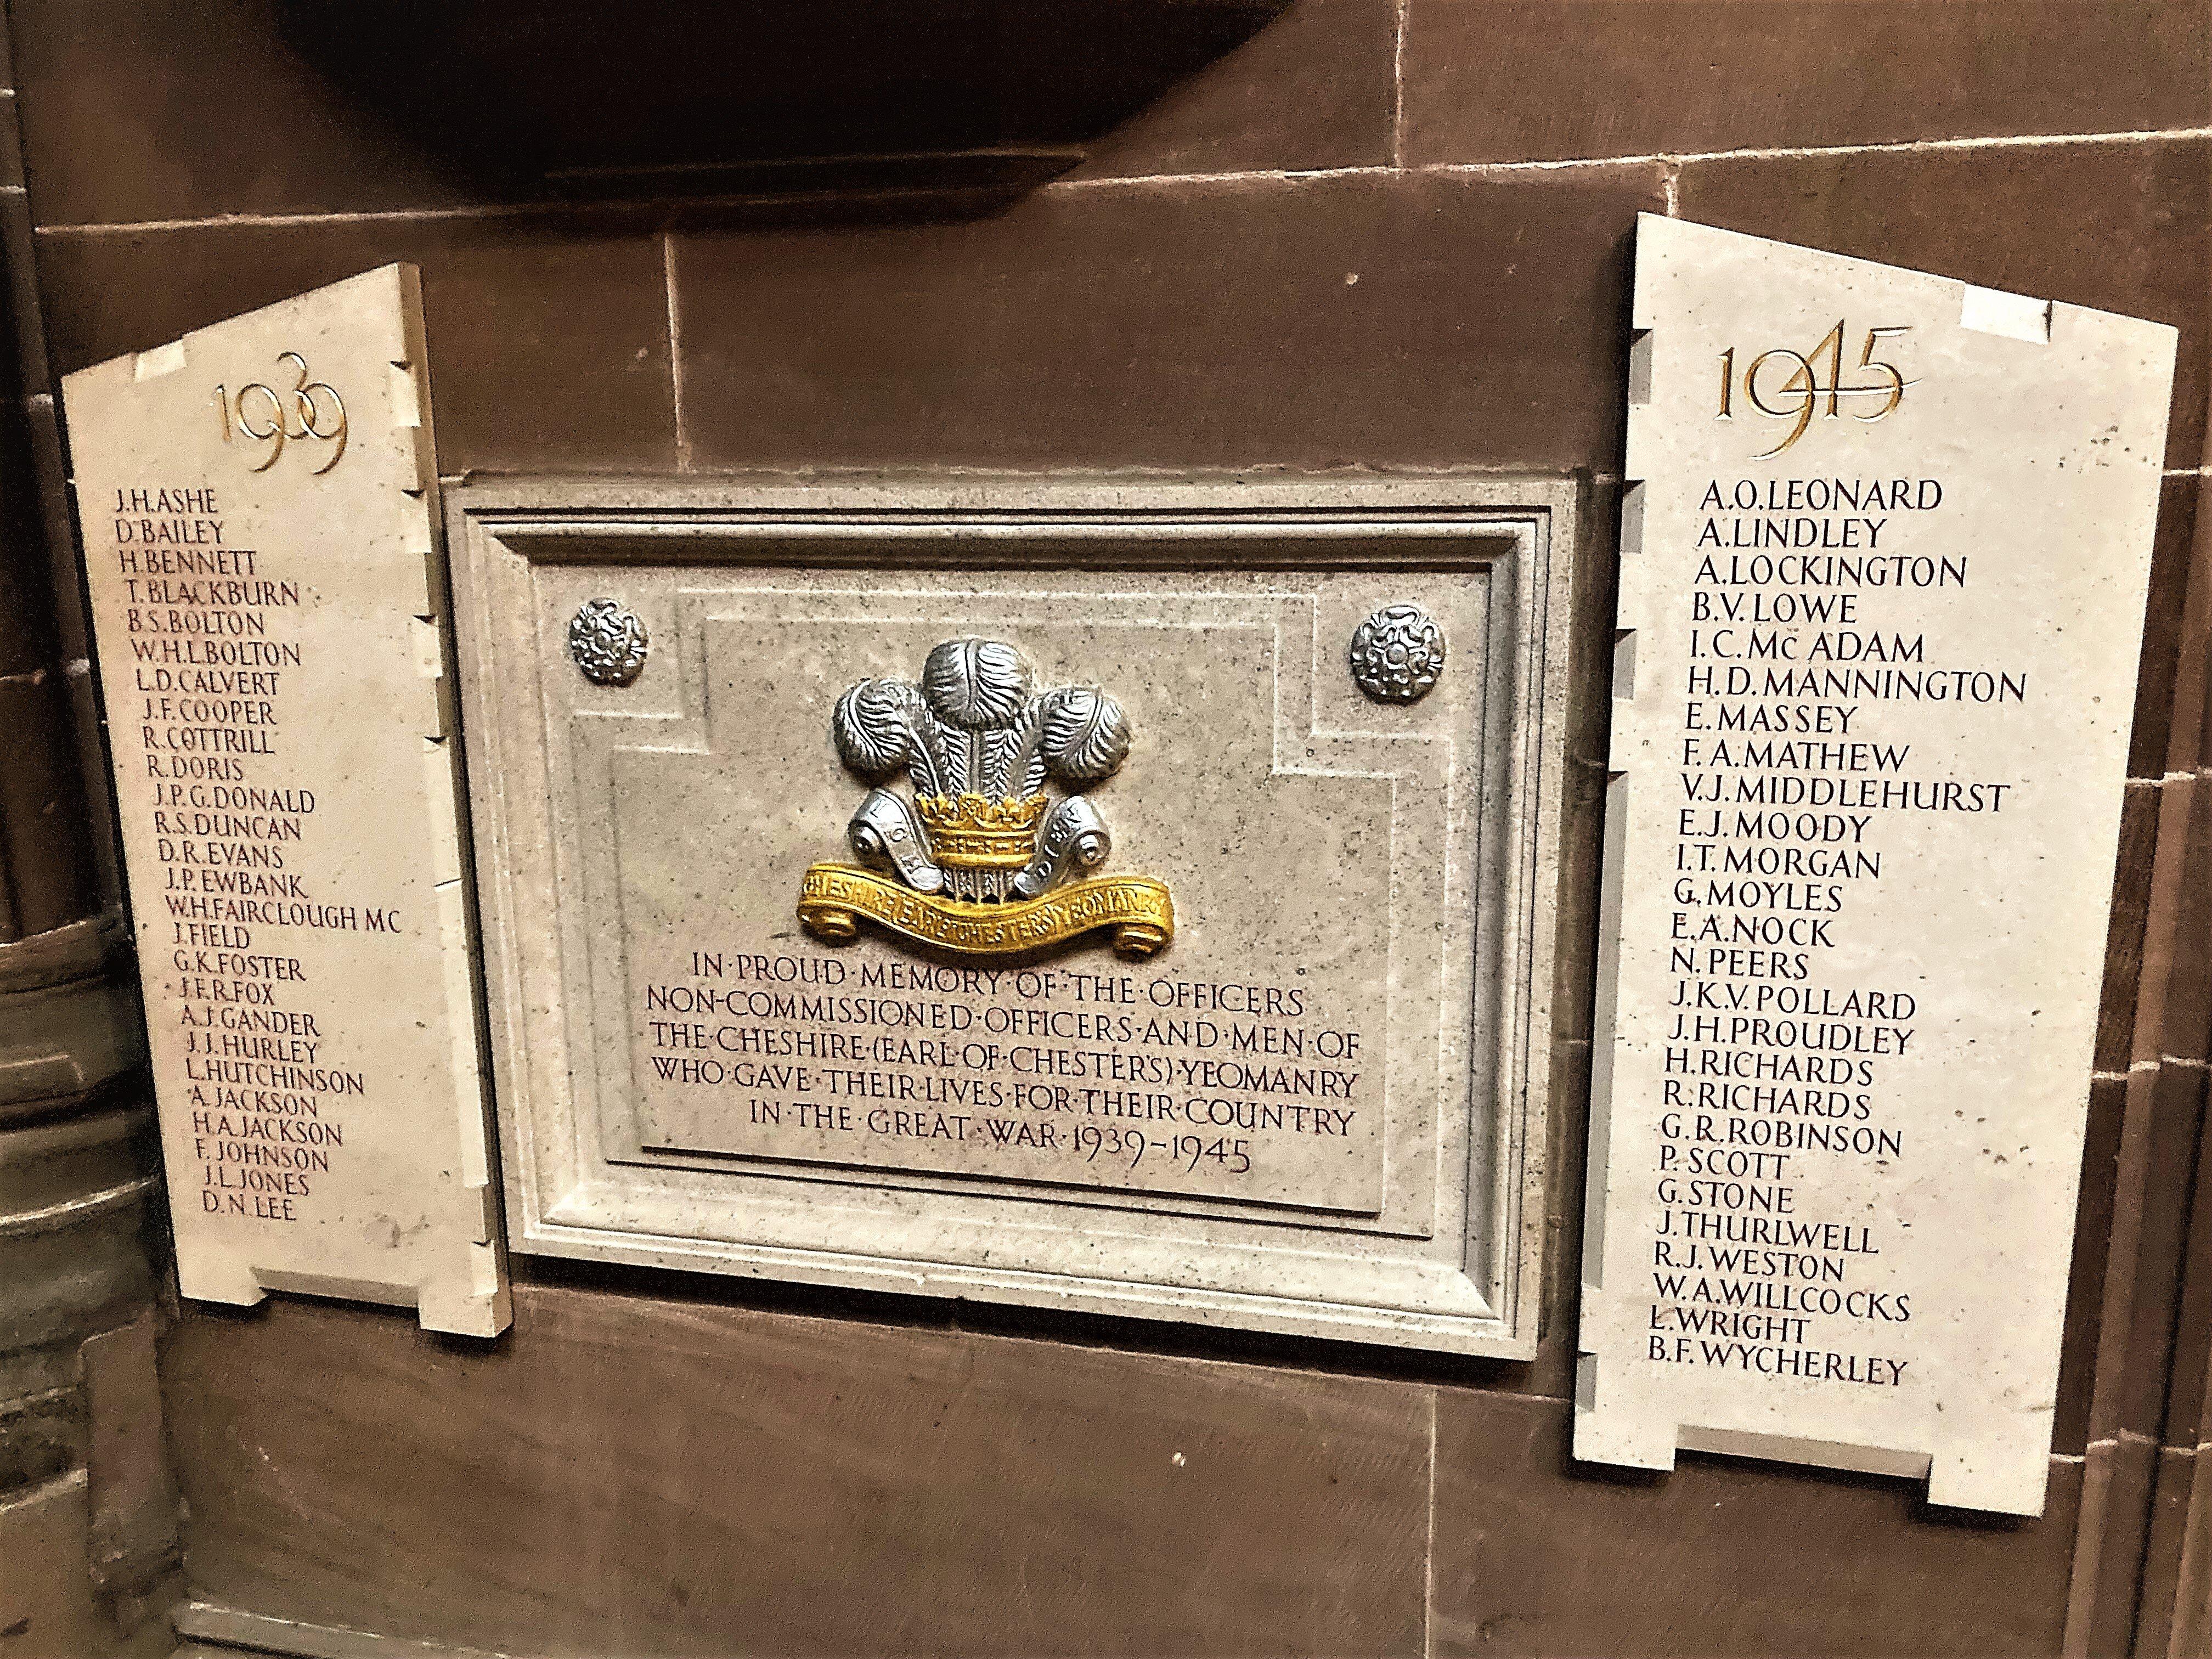 1939
J.H.ASHE
D.BAILEY
H.BENNETT
T.BLACKBURN
B.S.BOLTON
W.H.L.BOLTON
L.D.CALVERT
J.F.COOPER
R.COTTRILL
R.DORIS
J.P.G.DONALD
R.S.DUNCAN
D.R.EVANS
J.P.EWBANK
W.H.FAIRCLOUGH MC
J.FIELD
G.K.FOSTER
J.F.R.FOX
A.J.GANDER
J.J.HURLEY
L.HUTCHINSON
A.JACKSON
H.A.JACKSON
F.JOHNSON
J.L.JONES
D.N.LEE
ICH DIEN
CHESHIRE (EARL OF CHESTER'S) YEOMANRY
IN·PROUD·MEMORY·OF·THE·OFFICERS
NON-COMMISSIONED·OFFICERS·AND·MEN·OF
THE·CHESHIRE·(EARL·OF·CHESTER'S)·YEOMANRY
WHO·GAVE·THEIR·LIVES·FOR·THEIR·COUNTRY
IN·THE·GREAT·WAR·1939-1945
1945
A.O.LEONARD
A.LINDLEY
A.LOCKINGTON
B.V.LOWE
I.C.Mc ADAM
H.D.MANNINGTON
E.MASSEY
F.A.MATHEW
V.J.MIDDLEHURST
E.J.MOODY
I.T.MORGAN
G.MOYLES
E.A.NOCK
N.PEERS
J.K.V.POLLARD
J.H.PROUDLEY
H.RICHARDS
R.RICHARDS
G.R.ROBINSON
P.SCOTT
G.STONE
J.THURLWELL
R.J.WESTON
W.A.WILLCOCKS
L.WRIGHT
B.F.WYCHERLEY